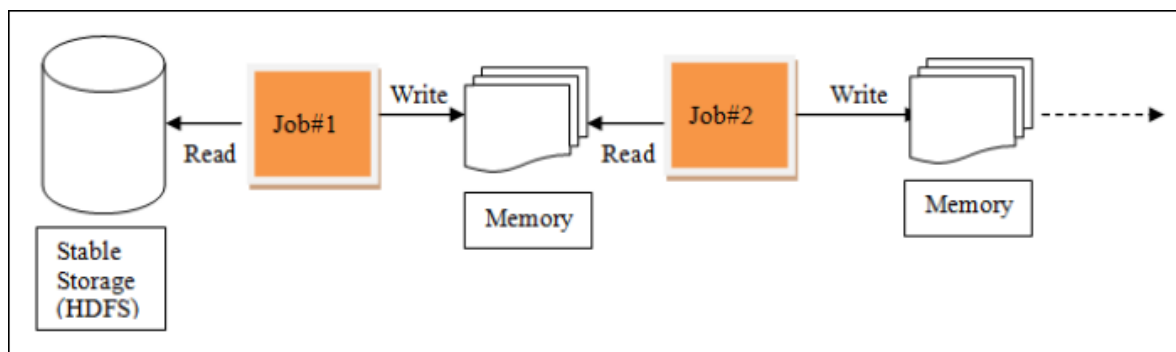 Job#1
Write
Read
Job#2
Write
Read
Memory
Memory
Stable
Storage
(HDFS)